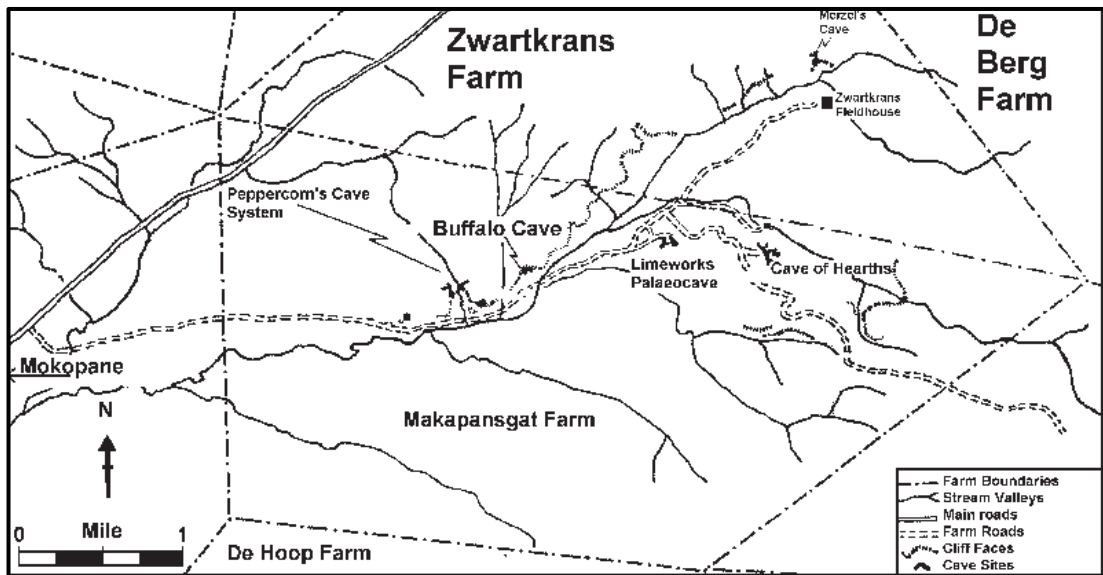 Merzel's
Cave
Zwartkrans
Farm
De
Berg
Farm
Zwartkrans
Fieldhouse
Peppercorn's Cave
System
Buffalo Cave
Limeworks
Palaeocave
Cave of Hearths
Mokopane
N
Makapansgat Farm
0 Mile 1
De Hoop Farm
Farm Boundaries
Stream Valleys
Main roads
Farm Roads
Cliff Faces
Cave Sites